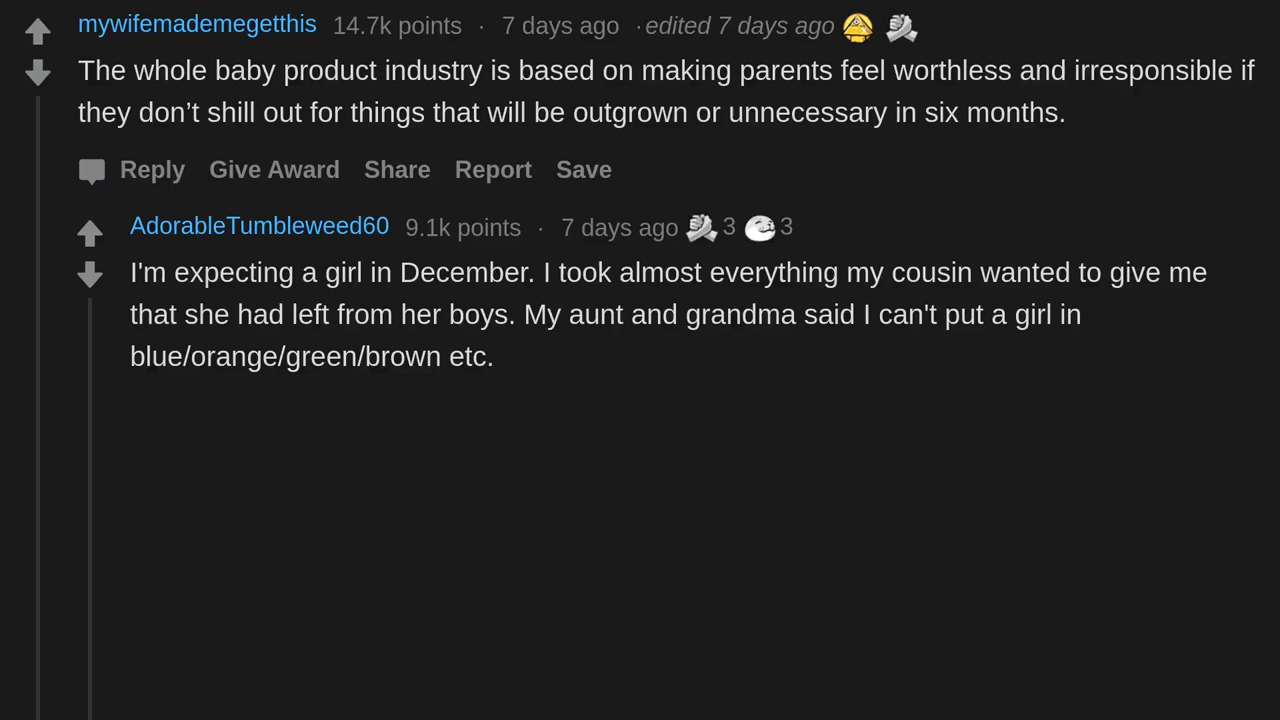 mywifemademegetthis 14.7k points · 7 days ago · edited 7 days ago
The whole baby product industry is based on making parents feel worthless and irresponsible if
they don’t shill out for things that will be outgrown or unnecessary in six months.
Reply Give Award Share Report Save
AdorableTumbleweed60 9.1k points · 7 days ago 3 3
I'm expecting a girl in December. I took almost everything my cousin wanted to give me
that she had left from her boys. My aunt and grandma said I can't put a girl in
blue/orange/green/brown etc.